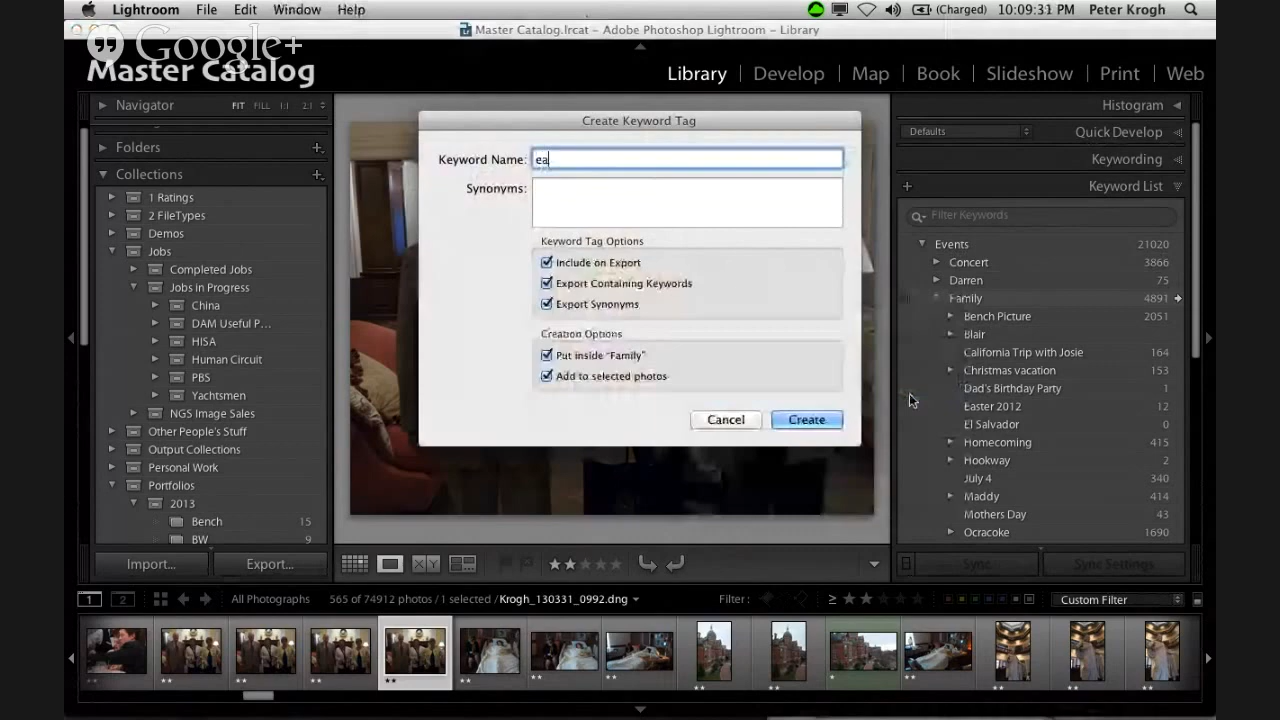 Lightroom File Edit Window Help (Charged) 10:09:31 PM Peter Krogh
Master Catalog.lrcat – Adobe Photoshop Lightroom – Library
Google+
Master Catalog
Library | Develop | Map | Book | Slideshow | Print | Web
Navigator FIT FILL 1:1 2:1
Folders
Collections
1 Ratings
2 FileTypes
Demos
Jobs
Completed Jobs
Jobs in Progress
China
DAM Useful P...
HISA
Human Circuit
PBS
Yachtsmen
NGS Image Sales
Other People's Stuff
Output Collections
Personal Work
Portfolios
2013
Bench 15
BW 9
Import... Export...
Create Keyword Tag
Keyword Name: ea
Synonyms:
Keyword Tag Options
Include on Export
Export Containing Keywords
Export Synonyms
Creation Options
Put inside "Family"
Add to selected photos
Cancel Create
Histogram
Defaults Quick Develop
Keywording
Keyword List
Filter Keywords
Events 21020
Concert 3866
Darren 75
Family 4891
Bench Picture 2051
Blair
California Trip with Josie 164
Christmas vacation 153
Dad's Birthday Party 1
Easter 2012 12
El Salvador 0
Homecoming 415
Hookway 2
July 4 340
Maddy 414
Mothers Day 43
Ocracoke 1690
Sync Sync Settings
X Y
1 2 All Photographs 565 of 74912 photos / 1 selected / Krogh_130331_0992.dng Filter: ≥ Custom Filter